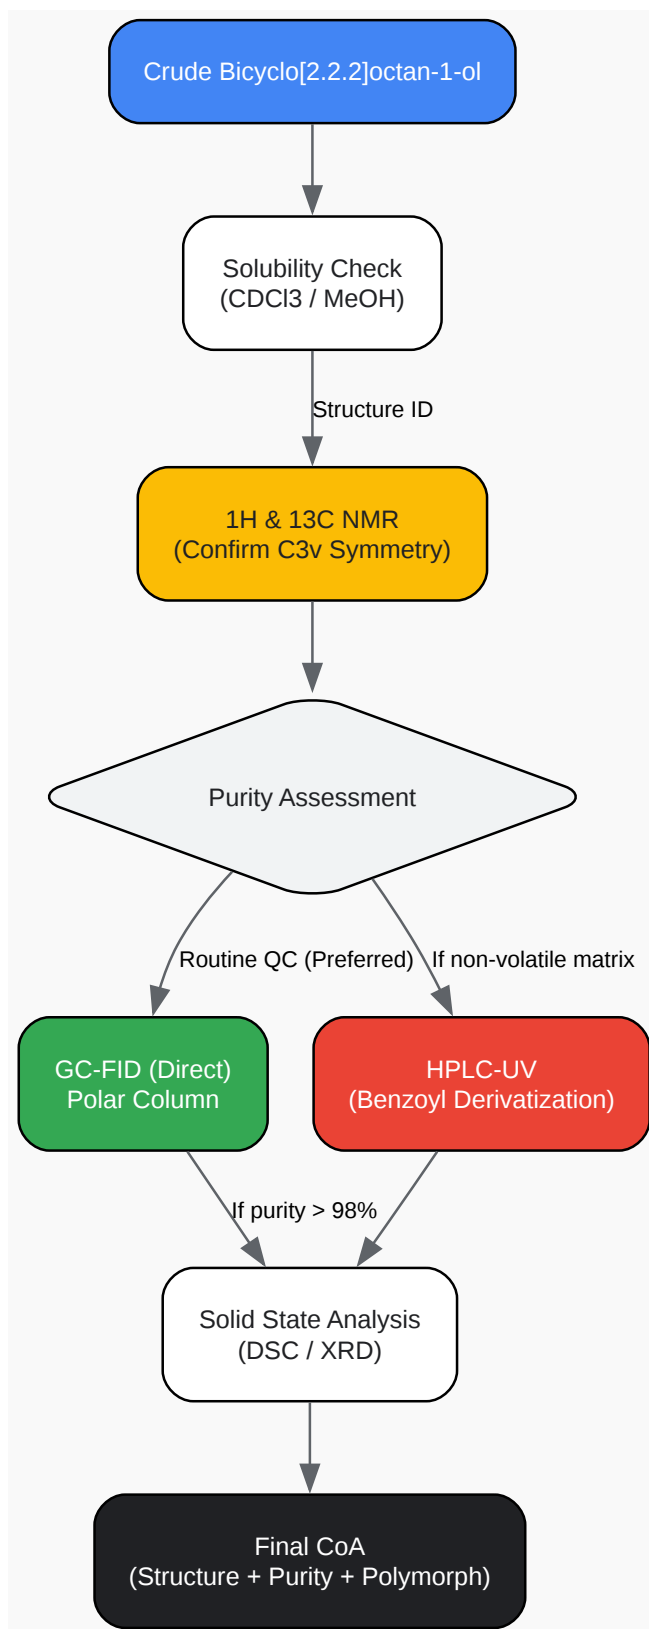 Crude Bicyclo[2.2.2]octan-1-ol
Solubility Check
(CDCl3 / MeOH)
Structure ID
1H & 13C NMR
(Confirm C3v Symmetry)
Purity Assessment
Routine QC (Preferred)
If non-volatile matrix
GC-FID (Direct)
Polar Column
HPLC-UV
(Benzoyl Derivatization)
If purity > 98%
Solid State Analysis
(DSC / XRD)
Final CoA
(Structure + Purity + Polymorph)